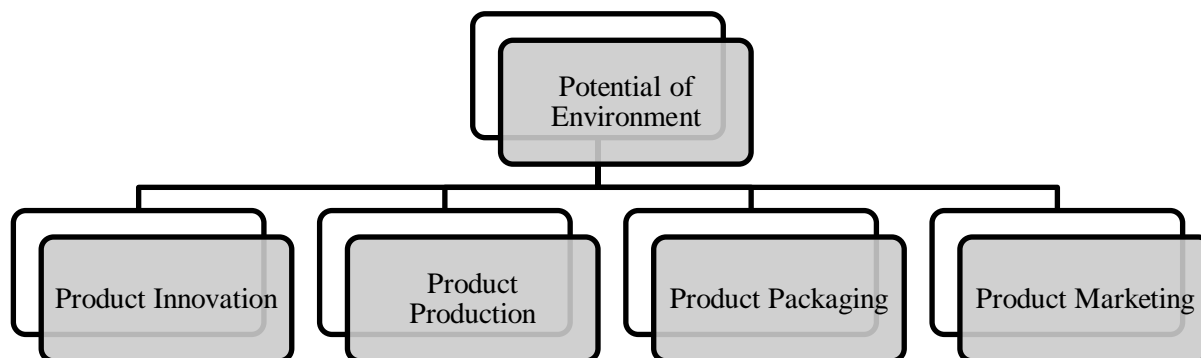 Potential of
Environment
Product Innovation
Product
Production
Product Packaging
Product Marketing